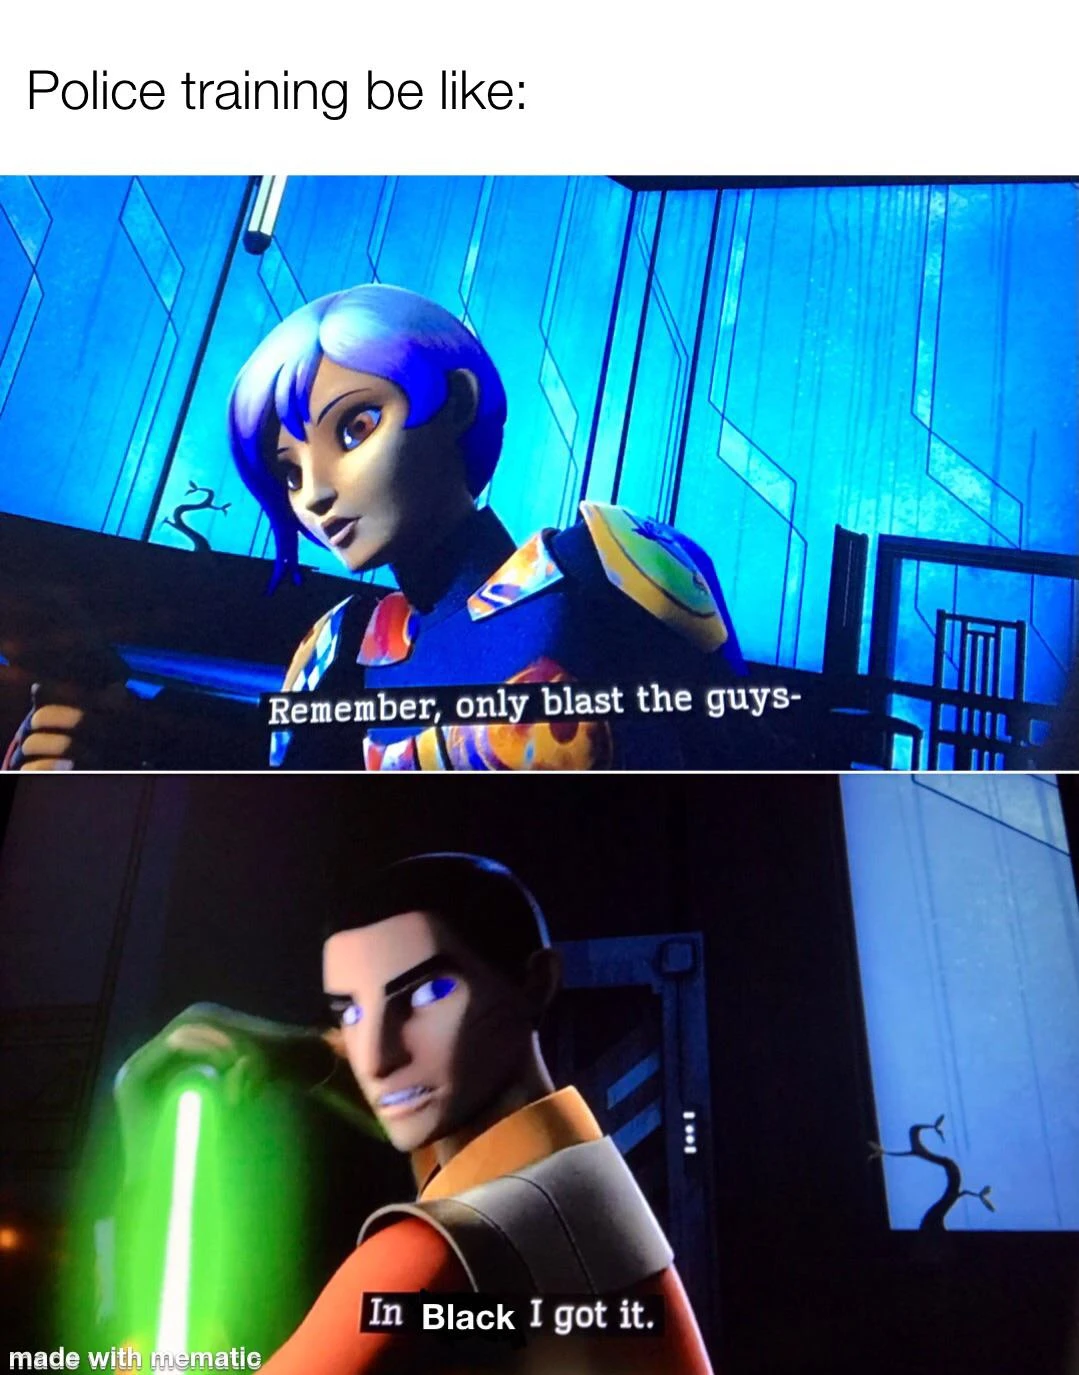 Police training be like:
Remember, only blast the guys-
In Black I got it.
made with mematic